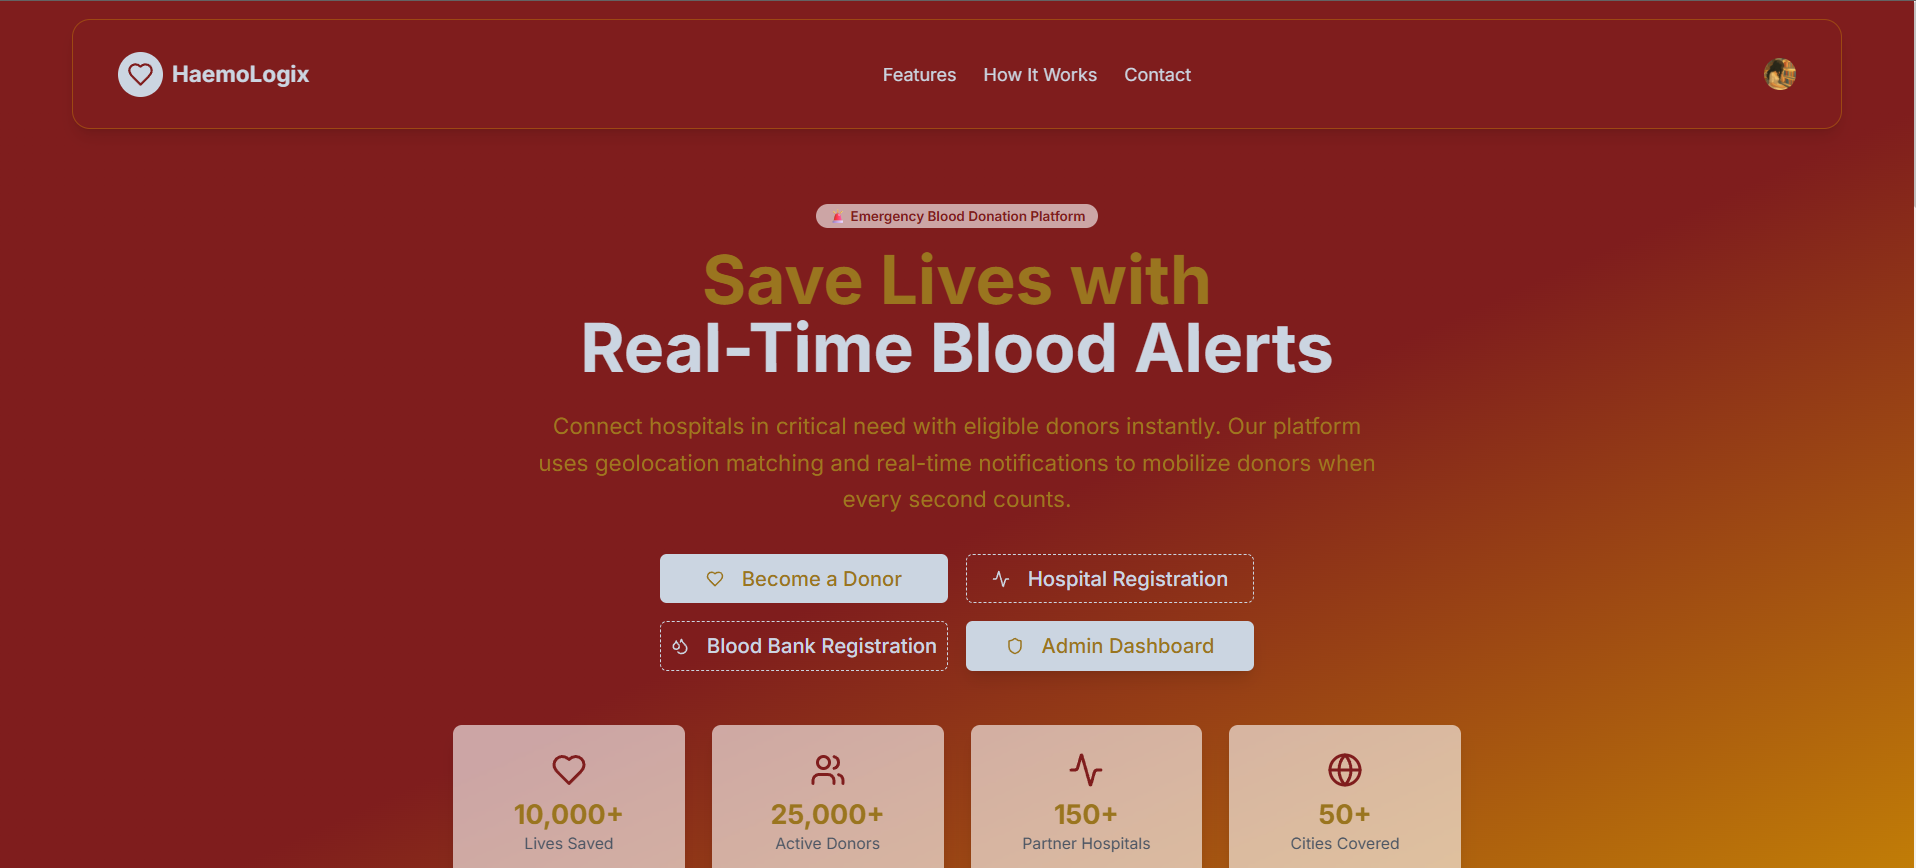 HaemoLogix
Features
How It Works
Contact
🚨 Emergency Blood Donation Platform
Save Lives with
Real-Time Blood Alerts
Connect hospitals in critical need with eligible donors instantly. Our platform
uses geolocation matching and real-time notifications to mobilize donors when
every second counts.
Become a Donor
Hospital Registration
Blood Bank Registration
Admin Dashboard
10,000+
Lives Saved
25,000+
Active Donors
150+
Partner Hospitals
50+
Cities Covered